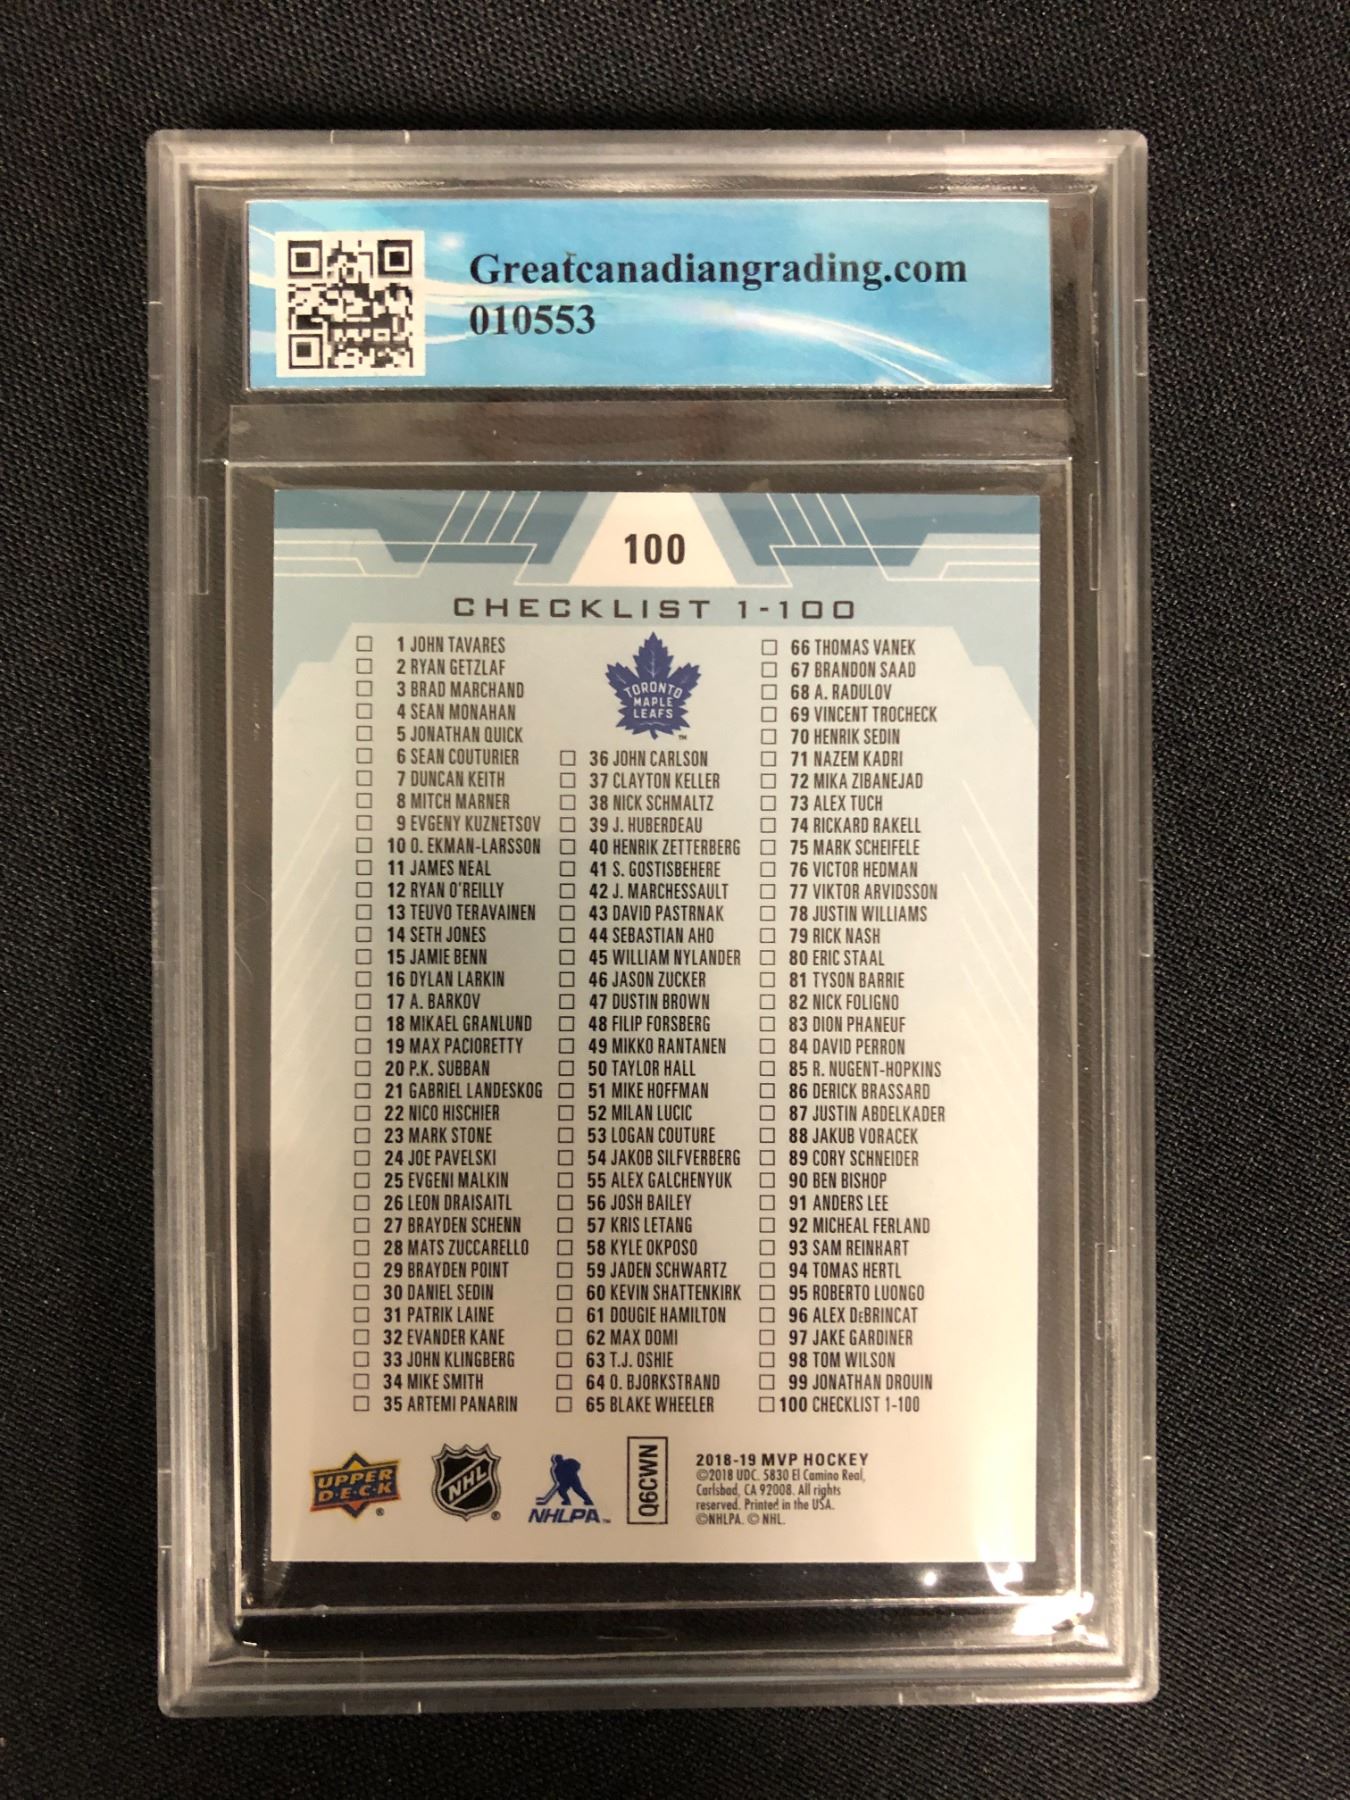 Greatcanadiangrading.com
010553
100
CHECKLIST 1-100
1 JOHN TAVARES
2 RYAN GETZLAF
3 BRAD MARCHAND
4 SEAN MONAHAN
5 JONATHAN QUICK
6 SEAN COUTURIER
7 DUNCAN KEITH
8 MITCH MARNER
9 EVGENY KUZNETSOV
10 O. EKMAN-LARSSON
11 JAMES NEAL
12 RYAN O'REILLY
13 TEUVO TERAVAINEN
14 SETH JONES
15 JAMIE BENN
16 DYLAN LARKIN
17 A. BARKOV
18 MIKAEL GRANLUND
19 MAX PACIORETTY
20 P.K. SUBBAN
21 GABRIEL LANDESKOG
22 NICO HISCHIER
23 MARK STONE
24 JOE PAVELSKI
25 EVGENI MALKIN
26 LEON DRAISAITL
27 BRAYDEN SCHENN
28 MATS ZUCCARELLO
29 BRAYDEN POINT
30 DANIEL SEDIN
31 PATRIK LAINE
32 EVANDER KANE
33 JOHN KLINGBERG
34 MIKE SMITH
35 ARTEMI PANARIN
TORONTO
MAPLE
LEAFS
TM
36 JOHN CARLSON
37 CLAYTON KELLER
38 NICK SCHMALTZ
39 J. HUBERDEAU
40 HENRIK ZETTERBERG
41 S. GOSTISBEHERE
42 J. MARCHESSAULT
43 DAVID PASTRNAK
44 SEBASTIAN AHO
45 WILLIAM NYLANDER
46 JASON ZUCKER
47 DUSTIN BROWN
48 FILIP FORSBERG
49 MIKKO RANTANEN
50 TAYLOR HALL
51 MIKE HOFFMAN
52 MILAN LUCIC
53 LOGAN COUTURE
54 JAKOB SILFVERBERG
55 ALEX GALCHENYUK
56 JOSH BAILEY
57 KRIS LETANG
58 KYLE OKPOSO
59 JADEN SCHWARTZ
60 KEVIN SHATTENKIRK
61 DOUGIE HAMILTON
62 MAX DOMI
63 T.J. OSHIE
64 O. BJORKSTRAND
65 BLAKE WHEELER
66 THOMAS VANEK
67 BRANDON SAAD
68 A. RADULOV
69 VINCENT TROCHECK
70 HENRIK SEDIN
71 NAZEM KADRI
72 MIKA ZIBANEJAD
73 ALEX TUCH
74 RICKARD RAKELL
75 MARK SCHEIFELE
76 VICTOR HEDMAN
77 VIKTOR ARVIDSSON
78 JUSTIN WILLIAMS
79 RICK NASH
80 ERIC STAAL
81 TYSON BARRIE
82 NICK FOLIGNO
83 DION PHANEUF
84 DAVID PERRON
85 R. NUGENT-HOPKINS
86 DERICK BRASSARD
87 JUSTIN ABDELKADER
88 JAKUB VORACEK
89 CORY SCHNEIDER
90 BEN BISHOP
91 ANDERS LEE
92 MICHEAL FERLAND
93 SAM REINHART
94 TOMAS HERTL
95 ROBERTO LUONGO
96 ALEX DeBRINCAT
97 JAKE GARDINER
98 TOM WILSON
99 JONATHAN DROUIN
100 CHECKLIST 1-100
UPPER
D·E·C·K
®
NHL
®
NHLPA
TM
Q6CWN
2018-19 MVP HOCKEY
©2018 UDC. 5830 El Camino Real,
Carlsbad, CA 92008. All rights
reserved. Printed in the USA.
©NHLPA. © NHL.